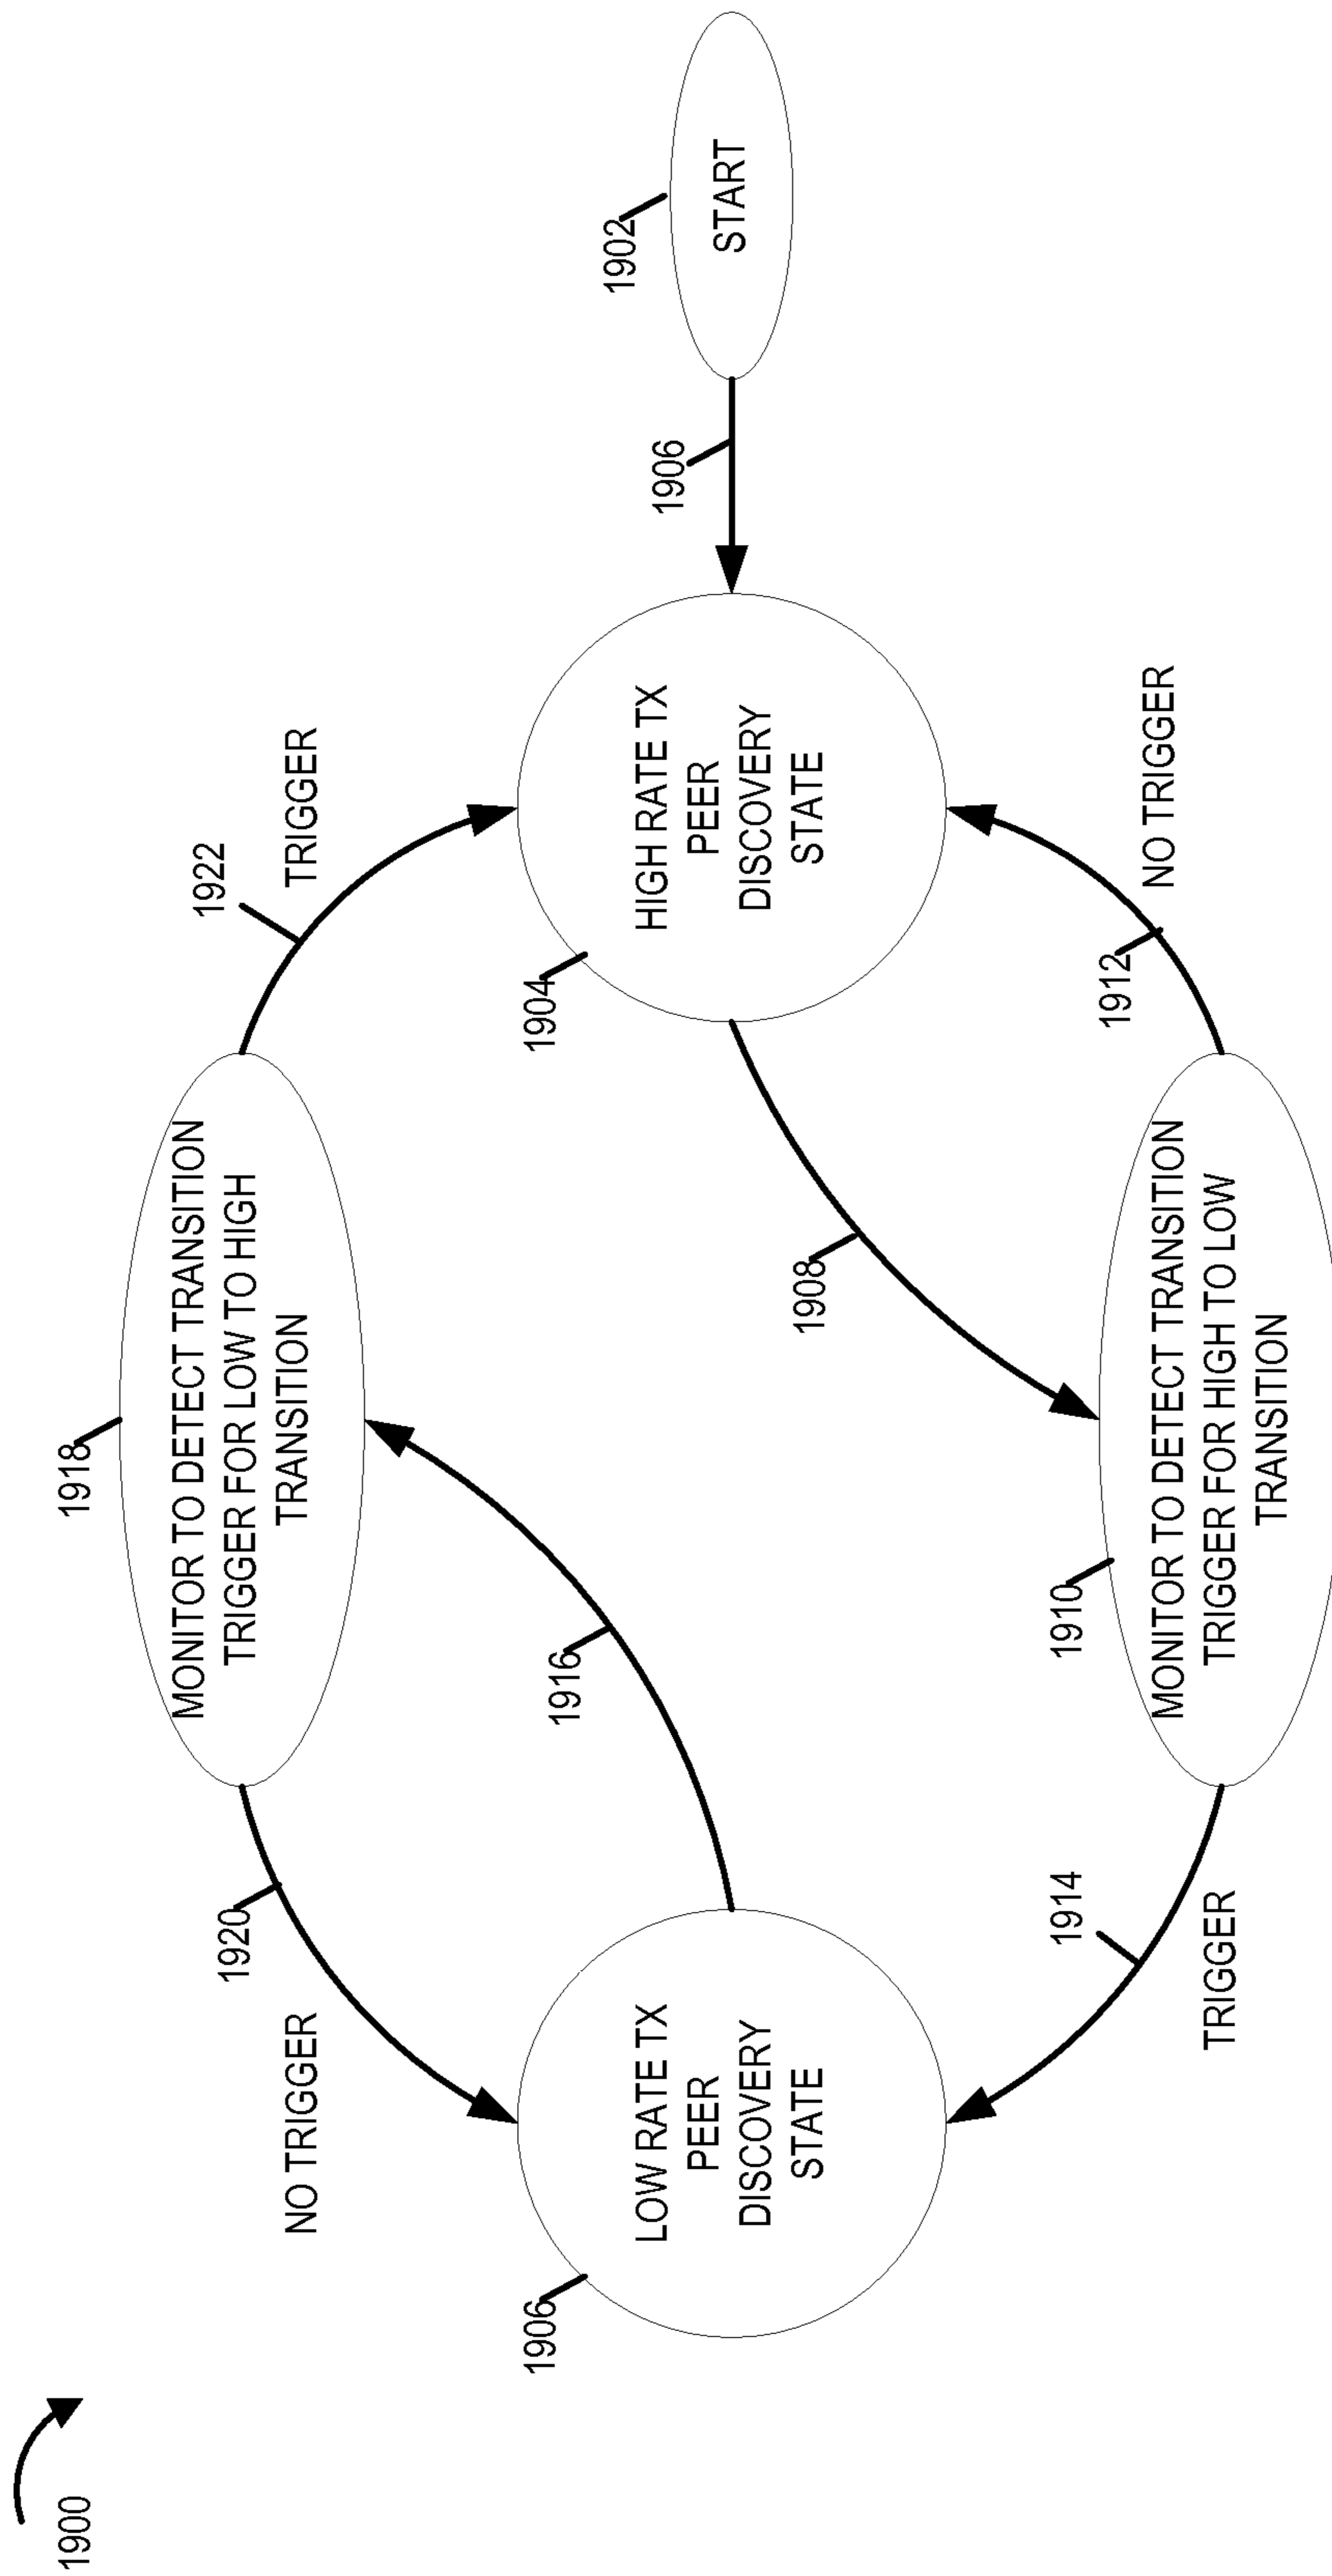 1900
1918
MONITOR TO DETECT TRANSITION
TRIGGER FOR LOW TO HIGH
TRANSITION
1920
NO TRIGGER
1922
TRIGGER
1906
LOW RATE TX
PEER
DISCOVERY
STATE
1916
1904
HIGH RATE TX
PEER
DISCOVERY
STATE
1906
1902
START
1908
1910
MONITOR TO DETECT TRANSITION
TRIGGER FOR HIGH TO LOW
TRANSITION
1914
TRIGGER
1912
NO TRIGGER